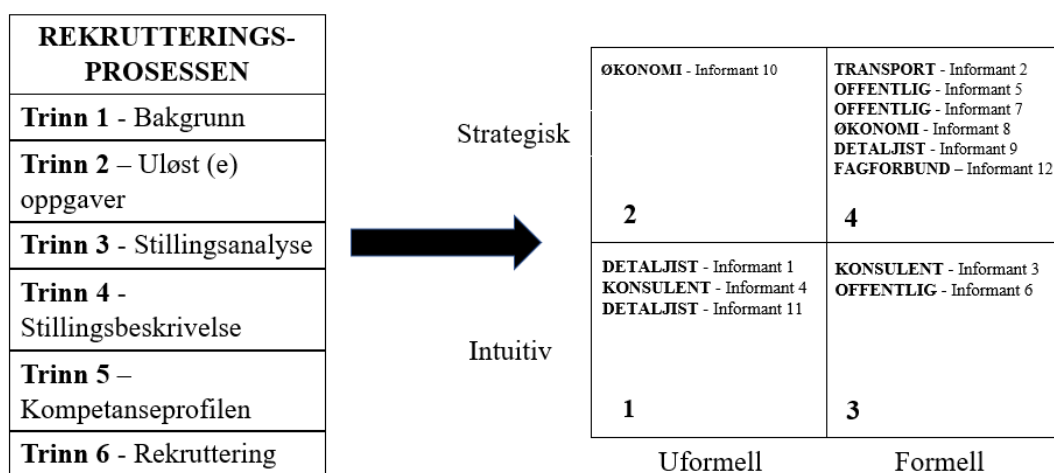 REKRUTTERINGS-
PROSESSEN
Trinn 1 - Bakgrunn
Trinn 2 – Uløst (e)
oppgaver
Trinn 3 - Stillingsanalyse
Trinn 4 -
Stillingsbeskrivelse
Trinn 5 –
Kompetanseprofilen
Trinn 6 - Rekruttering
Strategisk
Intuitiv
ØKONOMI - Informant 10
2
TRANSPORT - Informant 2
OFFENTLIG - Informant 5
OFFENTLIG - Informant 7
ØKONOMI - Informant 8
DETALJIST - Informant 9
FAGFORBUND – Informant 12
4
DETALJIST - Informant 1
KONSULENT - Informant 4
DETALJIST - Informant 11
1
KONSULENT - Informant 3
OFFENTLIG - Informant 6
3
Uformell
Formell